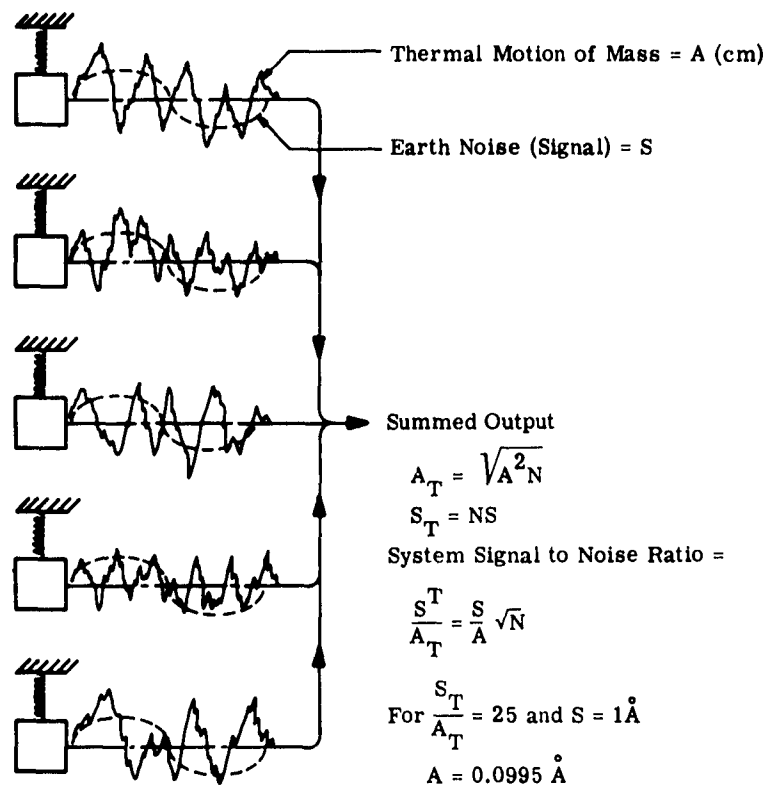 Thermal Motion of Mass = A (cm)
Earth Noise (Signal) = S
Summed Output
A_T = √(A²N)
S_T = NS
System Signal to Noise Ratio =
S^T/A_T = S/A √N
For S_T/A_T = 25 and S = 1Å
A = 0.0995 Å